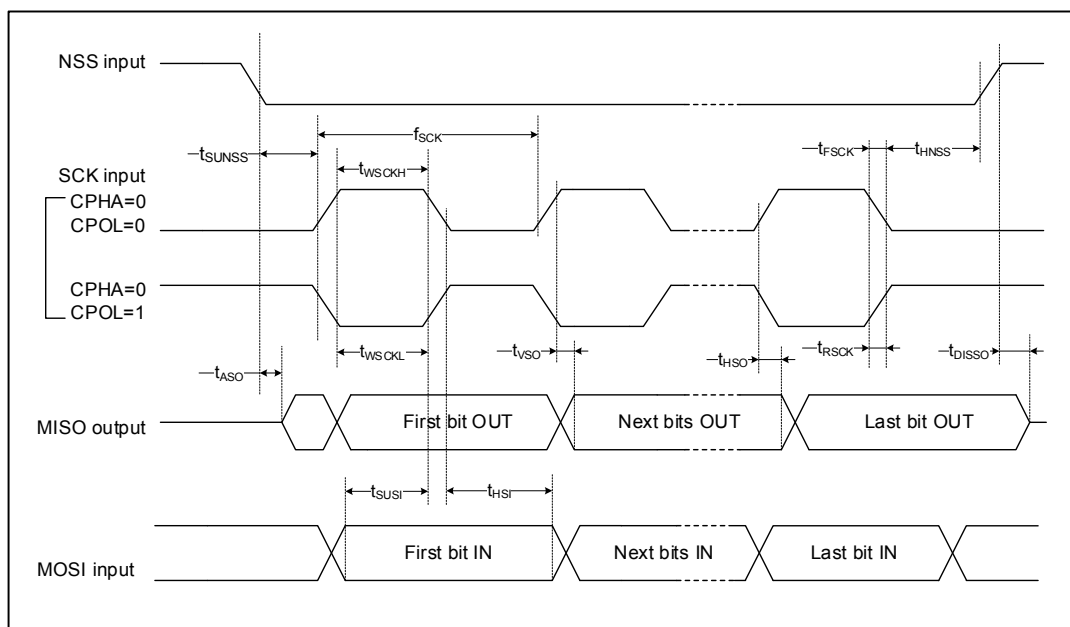 NSS input
fSCK
tSUNSS
tFSCK
tHNSS
tWSCKH
SCK input
CPHA=0
CPOL=0
CPHA=0
CPOL=1
tWSCKL
tVSO
tHSO
tRSCK
tDISSO
tASO
MISO output
First bit OUT
Next bits OUT
Last bit OUT
tSUSI
tHSI
MOSI input
First bit IN
Next bits IN
Last bit IN